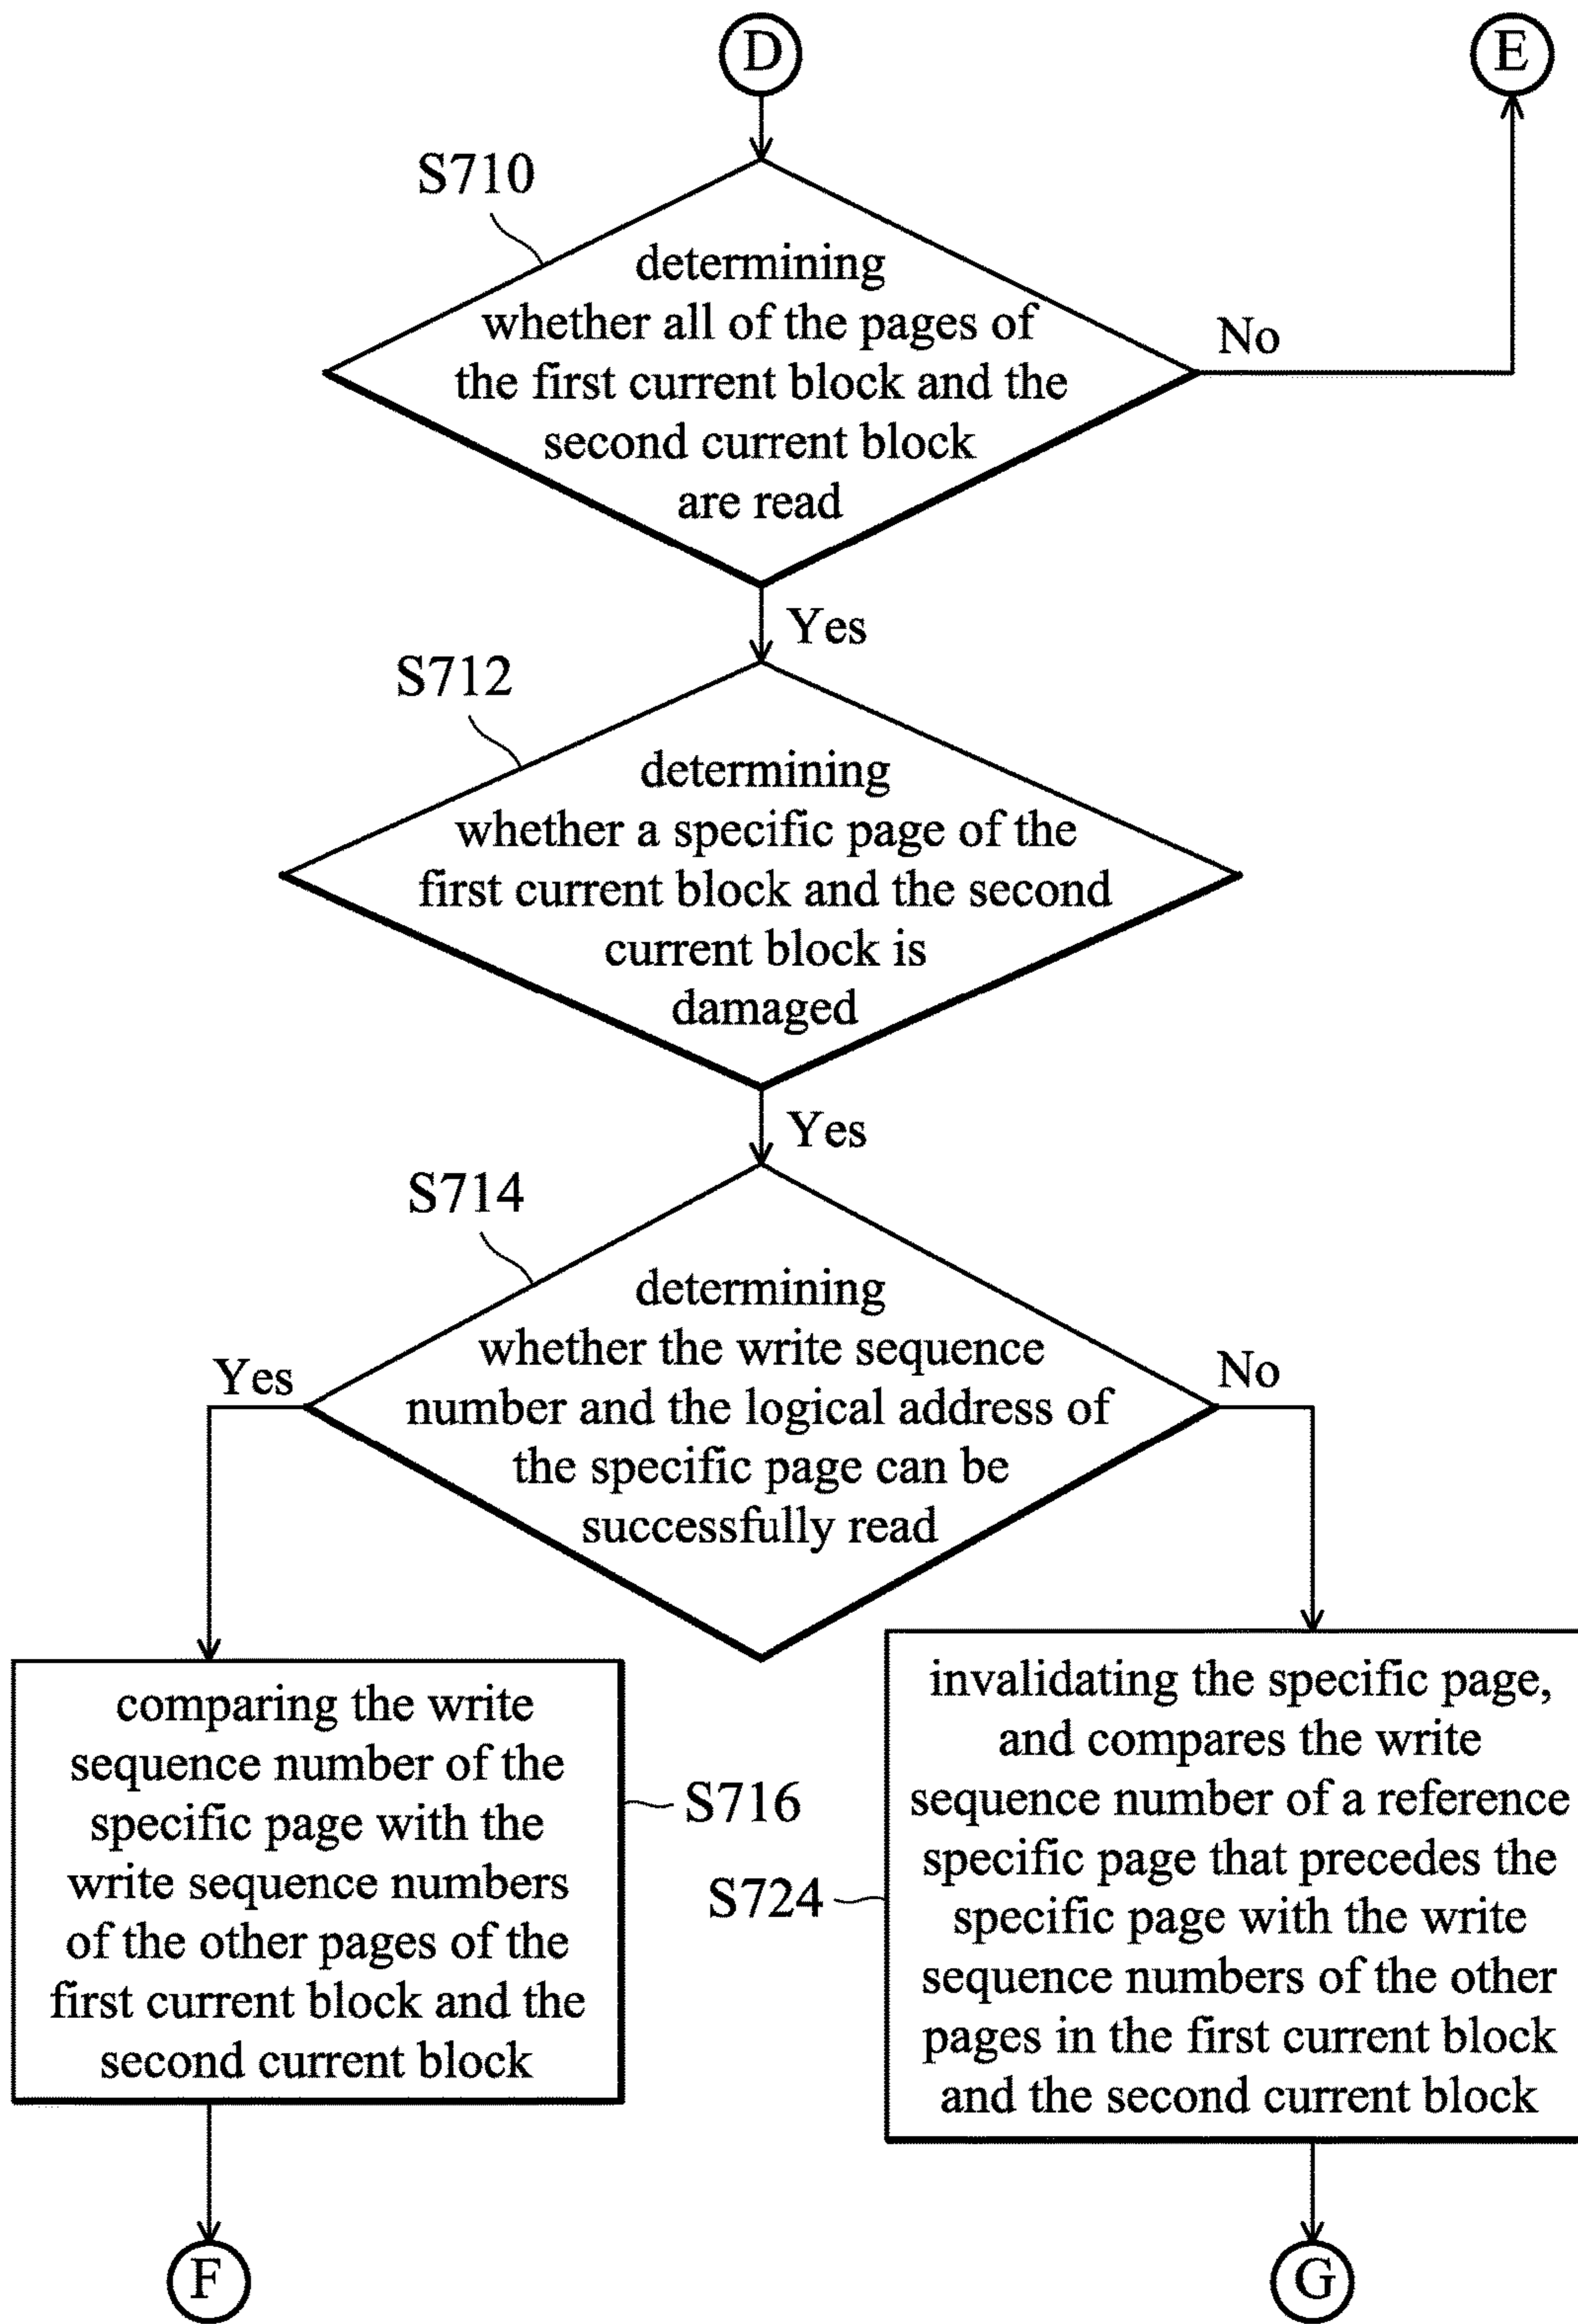 D
E
S710
determining
whether all of the pages of
the first current block and the
second current block
are read
No
Yes
S712
determining
whether a specific page of the
first current block and the second
current block is
damaged
Yes
S714
determining
whether the write sequence
number and the logical address of
the specific page can be
successfully read
Yes
No
comparing the write
sequence number of the
specific page with the
write sequence numbers
of the other pages of the
first current block and the
second current block
S716
invalidating the specific page,
and compares the write
sequence number of a reference
specific page that precedes the
specific page with the write
sequence numbers of the other
pages in the first current block
and the second current block
S724
F
G